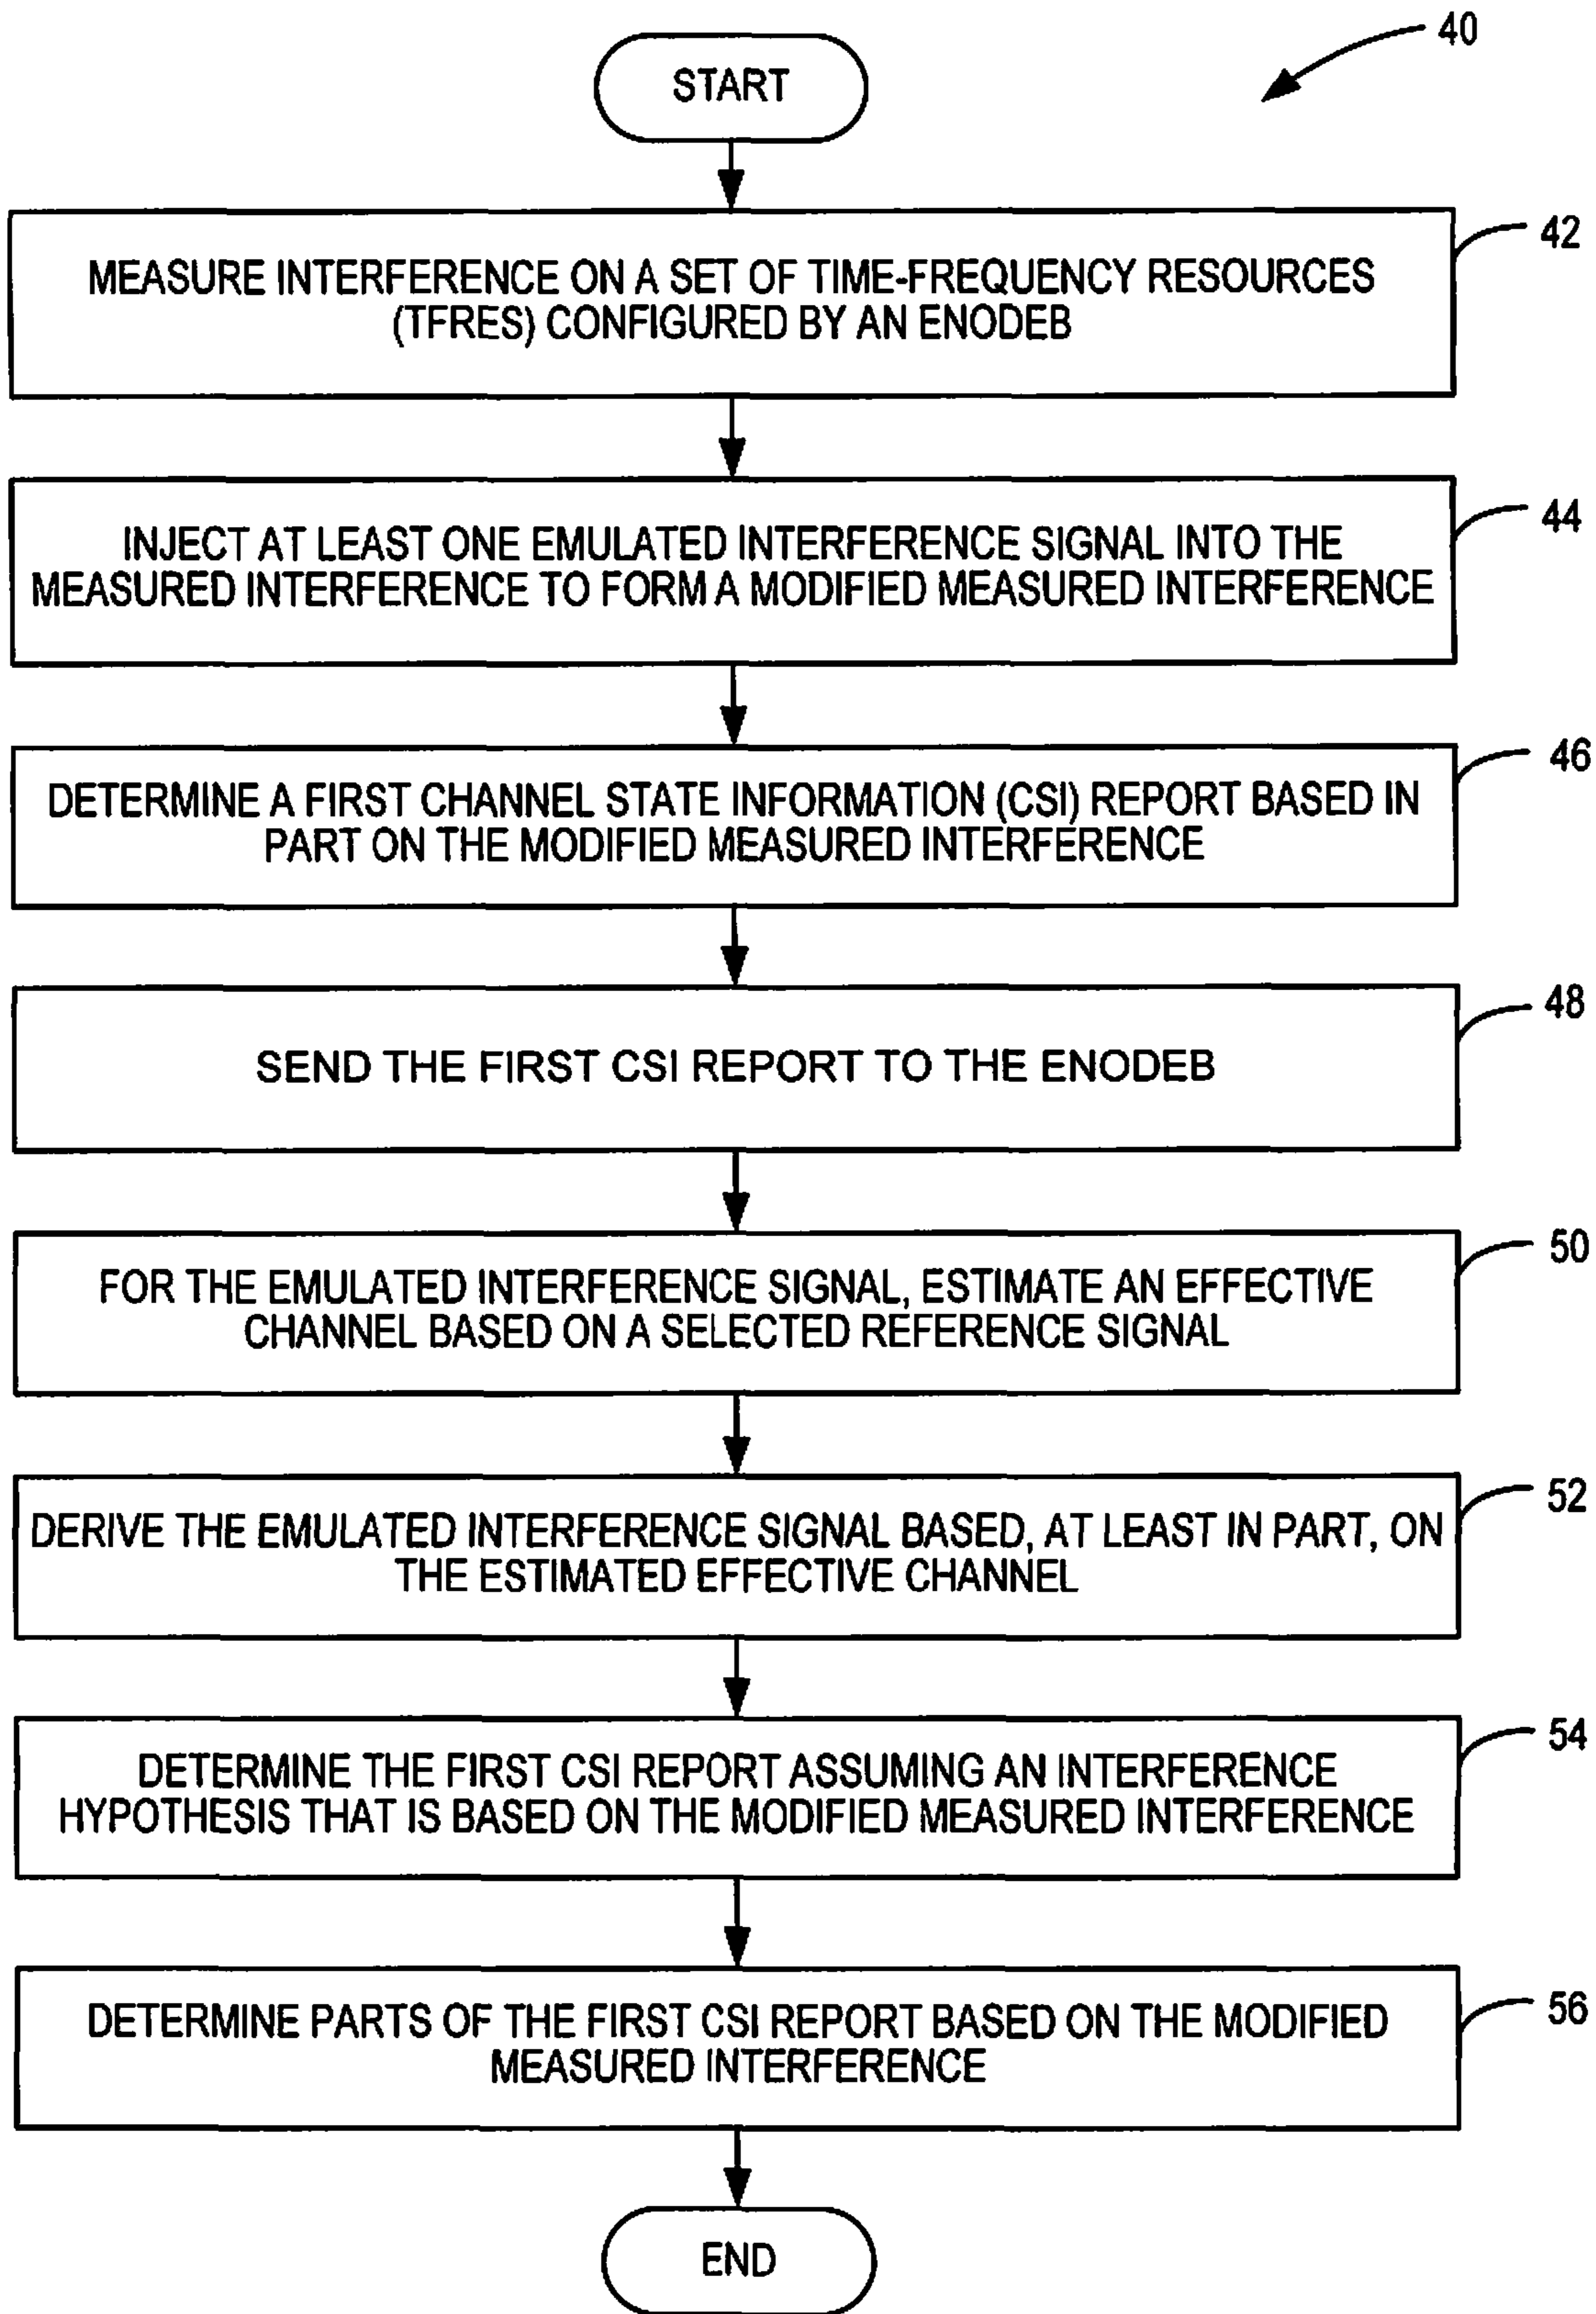 40
START
42
MEASURE INTERFERENCE ON A SET OF TIME-FREQUENCY RESOURCES
(TFRES) CONFIGURED BY AN ENODEB
44
INJECT AT LEAST ONE EMULATED INTERFERENCE SIGNAL INTO THE
MEASURED INTERFERENCE TO FORM A MODIFIED MEASURED INTERFERENCE
46
DETERMINE A FIRST CHANNEL STATE INFORMATION (CSI) REPORT BASED IN
PART ON THE MODIFIED MEASURED INTERFERENCE
48
SEND THE FIRST CSI REPORT TO THE ENODEB
50
FOR THE EMULATED INTERFERENCE SIGNAL, ESTIMATE AN EFFECTIVE
CHANNEL BASED ON A SELECTED REFERENCE SIGNAL
52
DERIVE THE EMULATED INTERFERENCE SIGNAL BASED, AT LEAST IN PART, ON
THE ESTIMATED EFFECTIVE CHANNEL
54
DETERMINE THE FIRST CSI REPORT ASSUMING AN INTERFERENCE
HYPOTHESIS THAT IS BASED ON THE MODIFIED MEASURED INTERFERENCE
56
DETERMINE PARTS OF THE FIRST CSI REPORT BASED ON THE MODIFIED
MEASURED INTERFERENCE
END